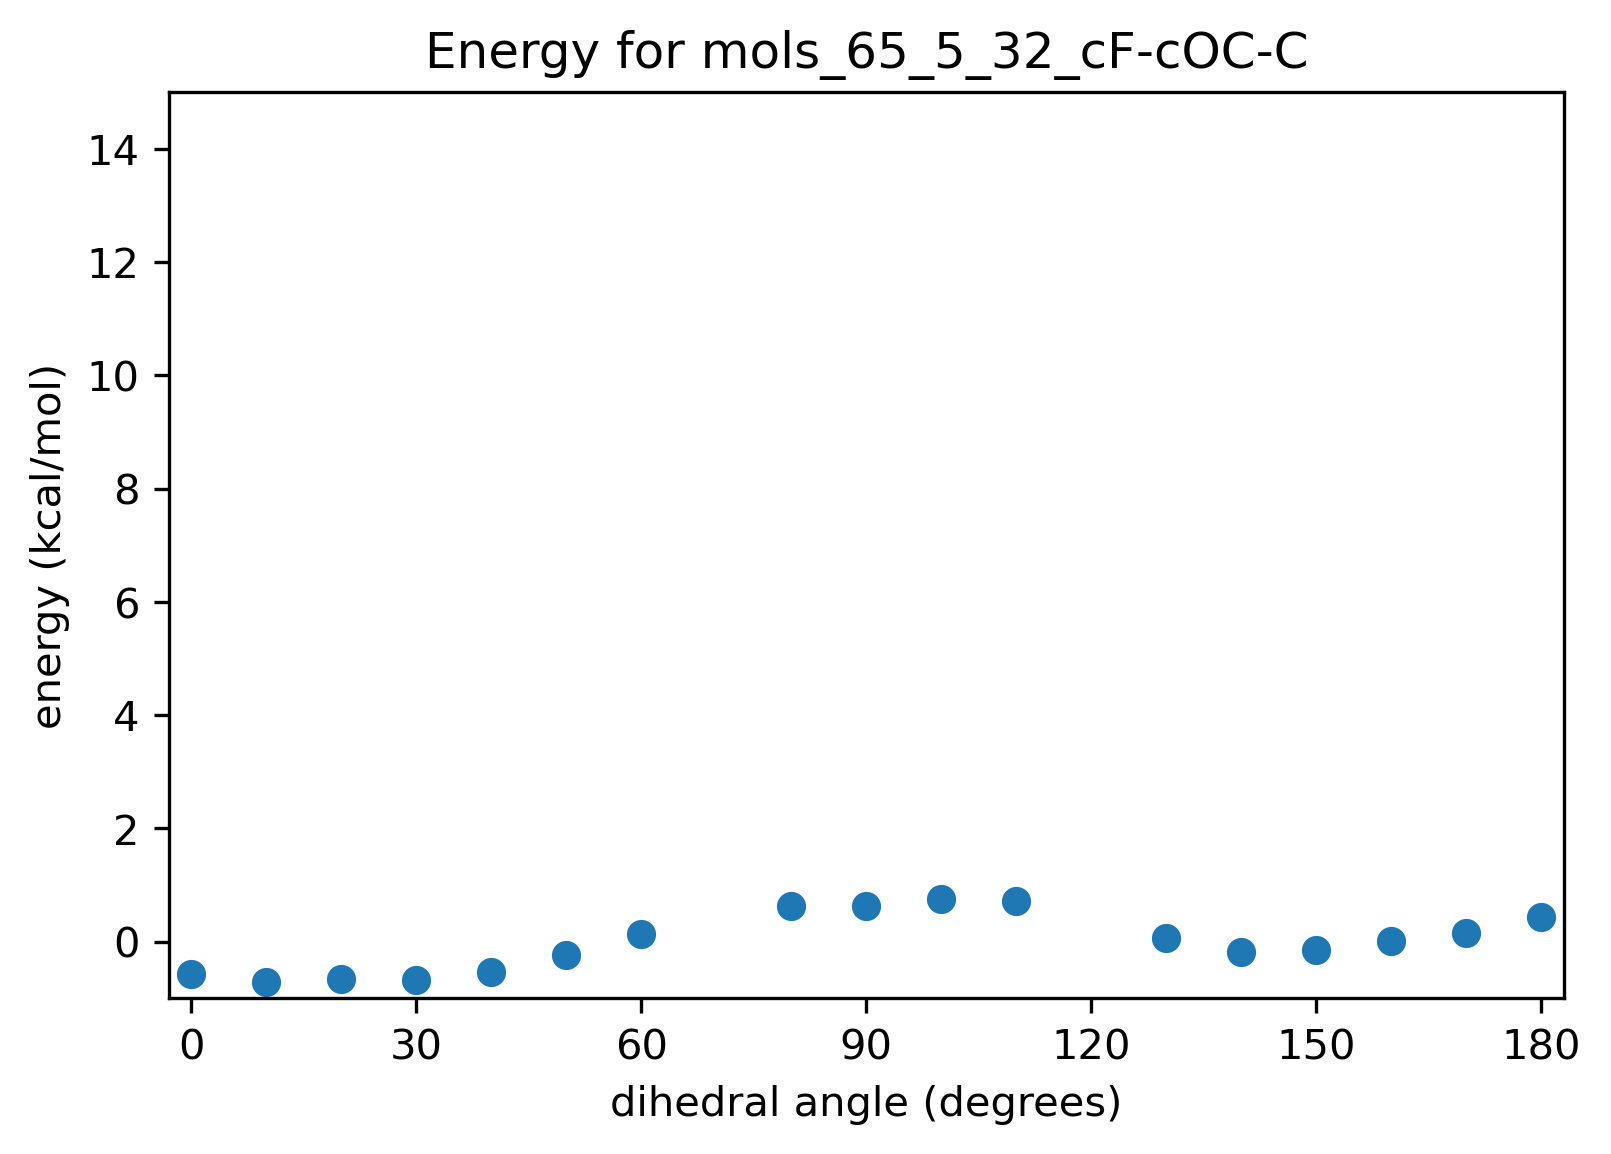 Energy for mols_65_5_32_cF-cOC-C
energy (kcal/mol)
14
12
10
8
6
4
2
0
0 30 60 90 120 150 180
dihedral angle (degrees)